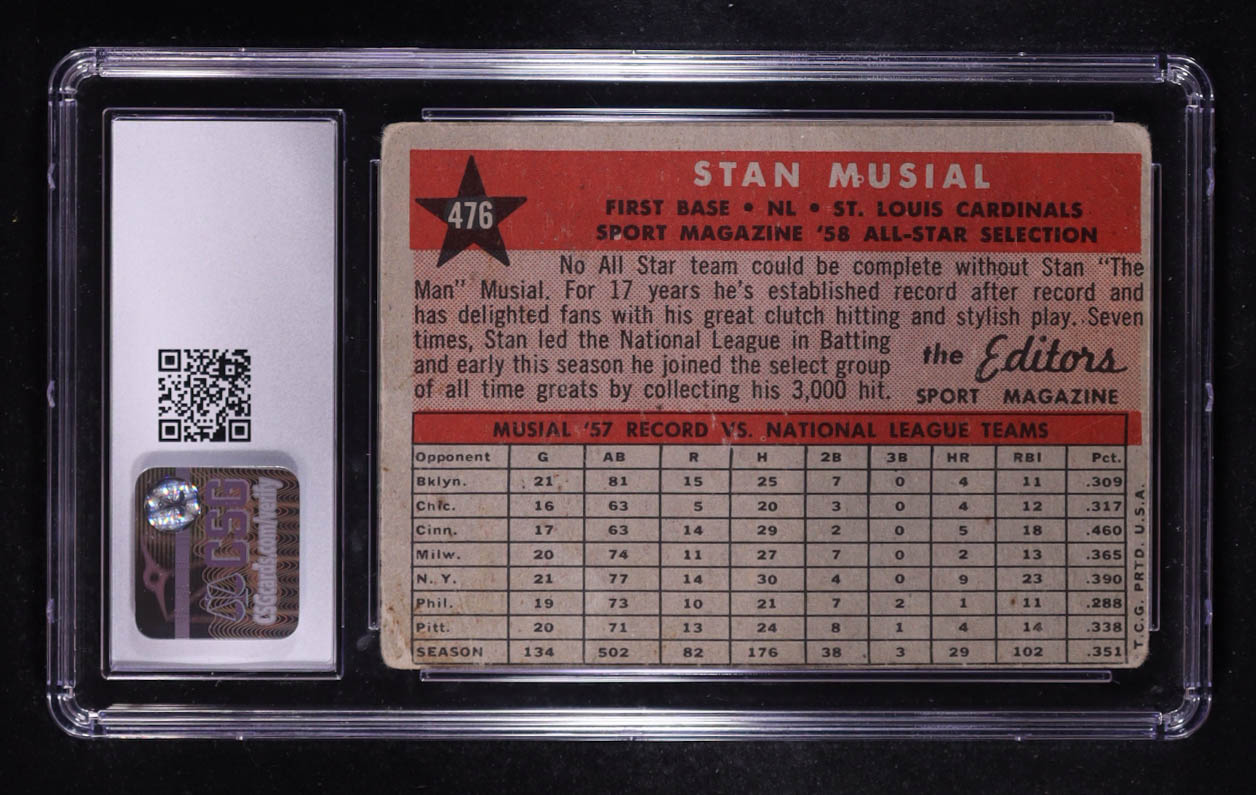 476
STAN MUSIAL
FIRST BASE • NL • ST. LOUIS CARDINALS
SPORT MAGAZINE '58 ALL-STAR SELECTION
No All Star team could be complete without Stan "The
Man" Musial. For 17 years he's established record after record and
has delighted fans with his great clutch hitting and stylish play. Seven
times, Stan led the National League in Batting
and early this season he joined the select group
of all time greats by collecting his 3,000 hit.
the Editors
SPORT MAGAZINE
MUSIAL '57 RECORD VS. NATIONAL LEAGUE TEAMS
Opponent G AB R H 2B 3B HR RBI Pct.
Bklyn. 21 81 15 25 7 0 4 11 .309
Chic. 16 63 5 20 3 0 4 12 .317
Cinn. 17 63 14 29 2 0 5 18 .460
Milw. 20 74 11 27 7 0 2 13 .365
N. Y. 21 77 14 30 4 0 9 23 .390
Phil. 19 73 10 21 7 2 1 11 .288
Pitt. 20 71 13 24 8 1 4 14 .338
SEASON 134 502 82 176 38 3 29 102 .351
T.C.G. PRTD. U.S.A.
CSG
CSGcards.com/verify